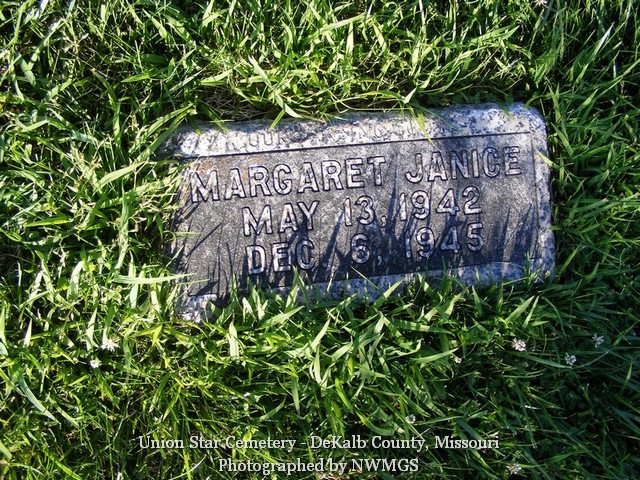 MARGARET JANICE
MAY 13, 1942
DEC 6, 1945
Union Star Cemetery - DeKalb County, Missouri
Photographed by NWMGS